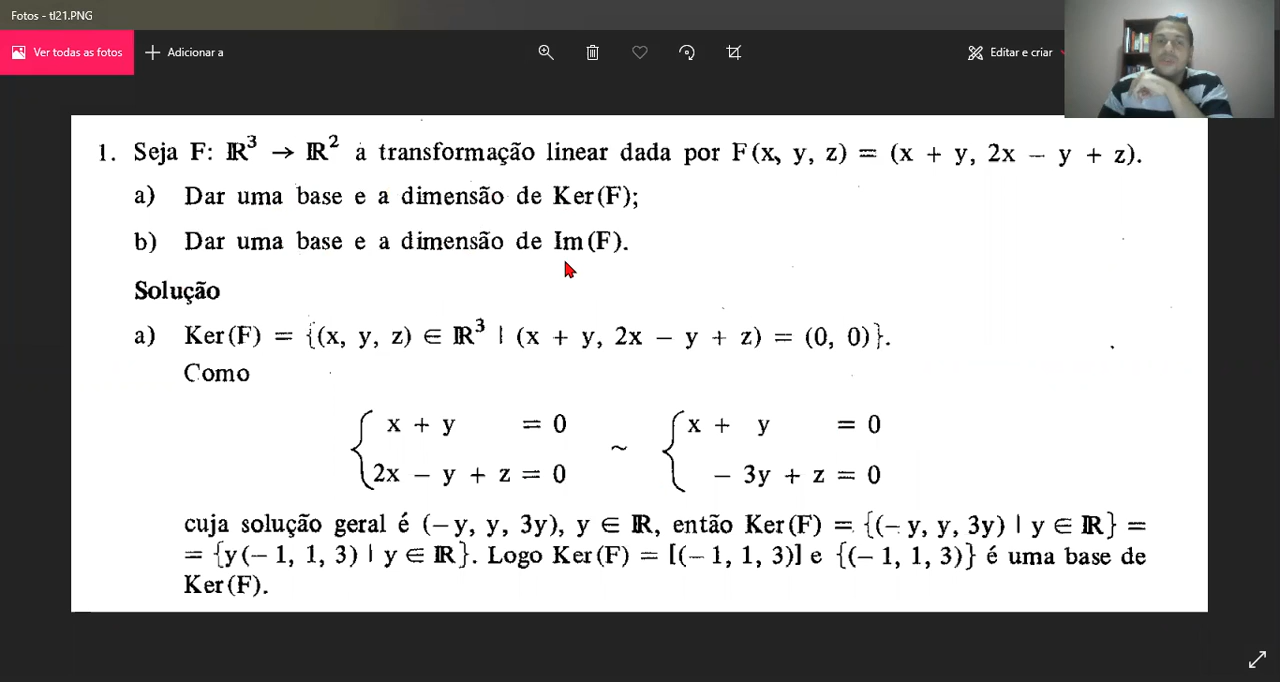 Fotos - tl21.PNG
Ver todas as fotos
Adicionar a
Editar e criar
1. Seja F: ℝ³ → ℝ² a transformação linear dada por F(x, y, z) = (x + y, 2x − y + z).
a) Dar uma base e a dimensão de Ker(F);
b) Dar uma base e a dimensão de Im(F).
Solução
a) Ker(F) = {(x, y, z) ∈ ℝ³ | (x + y, 2x − y + z) = (0, 0)}.
Como
x + y = 0 ~ x + y = 0
2x − y + z = 0 − 3y + z = 0
cuja solução geral é (− y, y, 3y), y ∈ ℝ, então Ker(F) = {(− y, y, 3y) | y ∈ ℝ} =
= {y(− 1, 1, 3) | y ∈ ℝ}. Logo Ker(F) = [(− 1, 1, 3)] e {(− 1, 1, 3)} é uma base de
Ker(F).